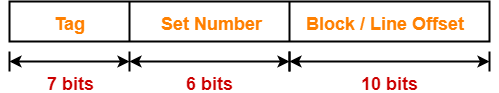 Tag Set Number Block / Line Offset
7 bits 6 bits 10 bits